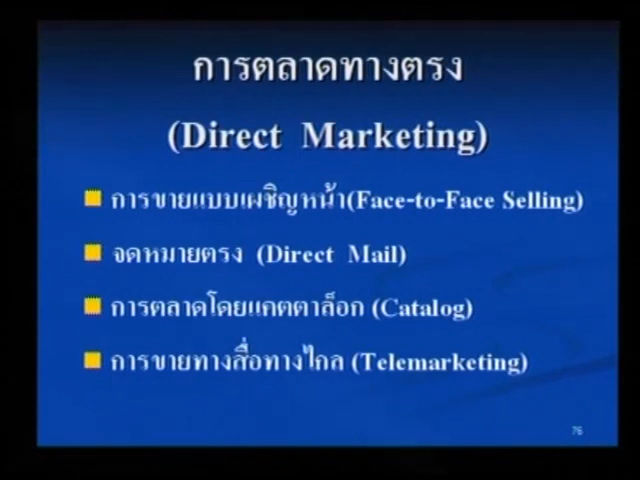 การตลาดทางตรง
(Direct Marketing)
การขายแบบเผชิญหน้า(Face-to-Face Selling)
จดหมายตรง (Direct Mail)
การตลาดโดยแคตตาล็อก (Catalog)
การขายทางสื่อทางไกล (Telemarketing)
76